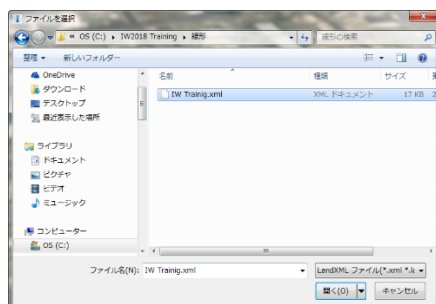 ファイルを選択
« OS (C:) ▸ IW2018 Training ▸ 線形
線形の検索
整理 ▾ 新しいフォルダー
OneDrive
ダウンロード
デスクトップ
最近表示した場所
ライブラリ
ドキュメント
ピクチャ
ビデオ
ミュージック
コンピューター
OS (C:)
名前 種類 サイズ
IW Trainig.xml XML ドキュメント 17 KB 2
ファイル名(N): IW Trainig.xml
LandXML ファイル(*.xml *.l
開く(O) キャンセル